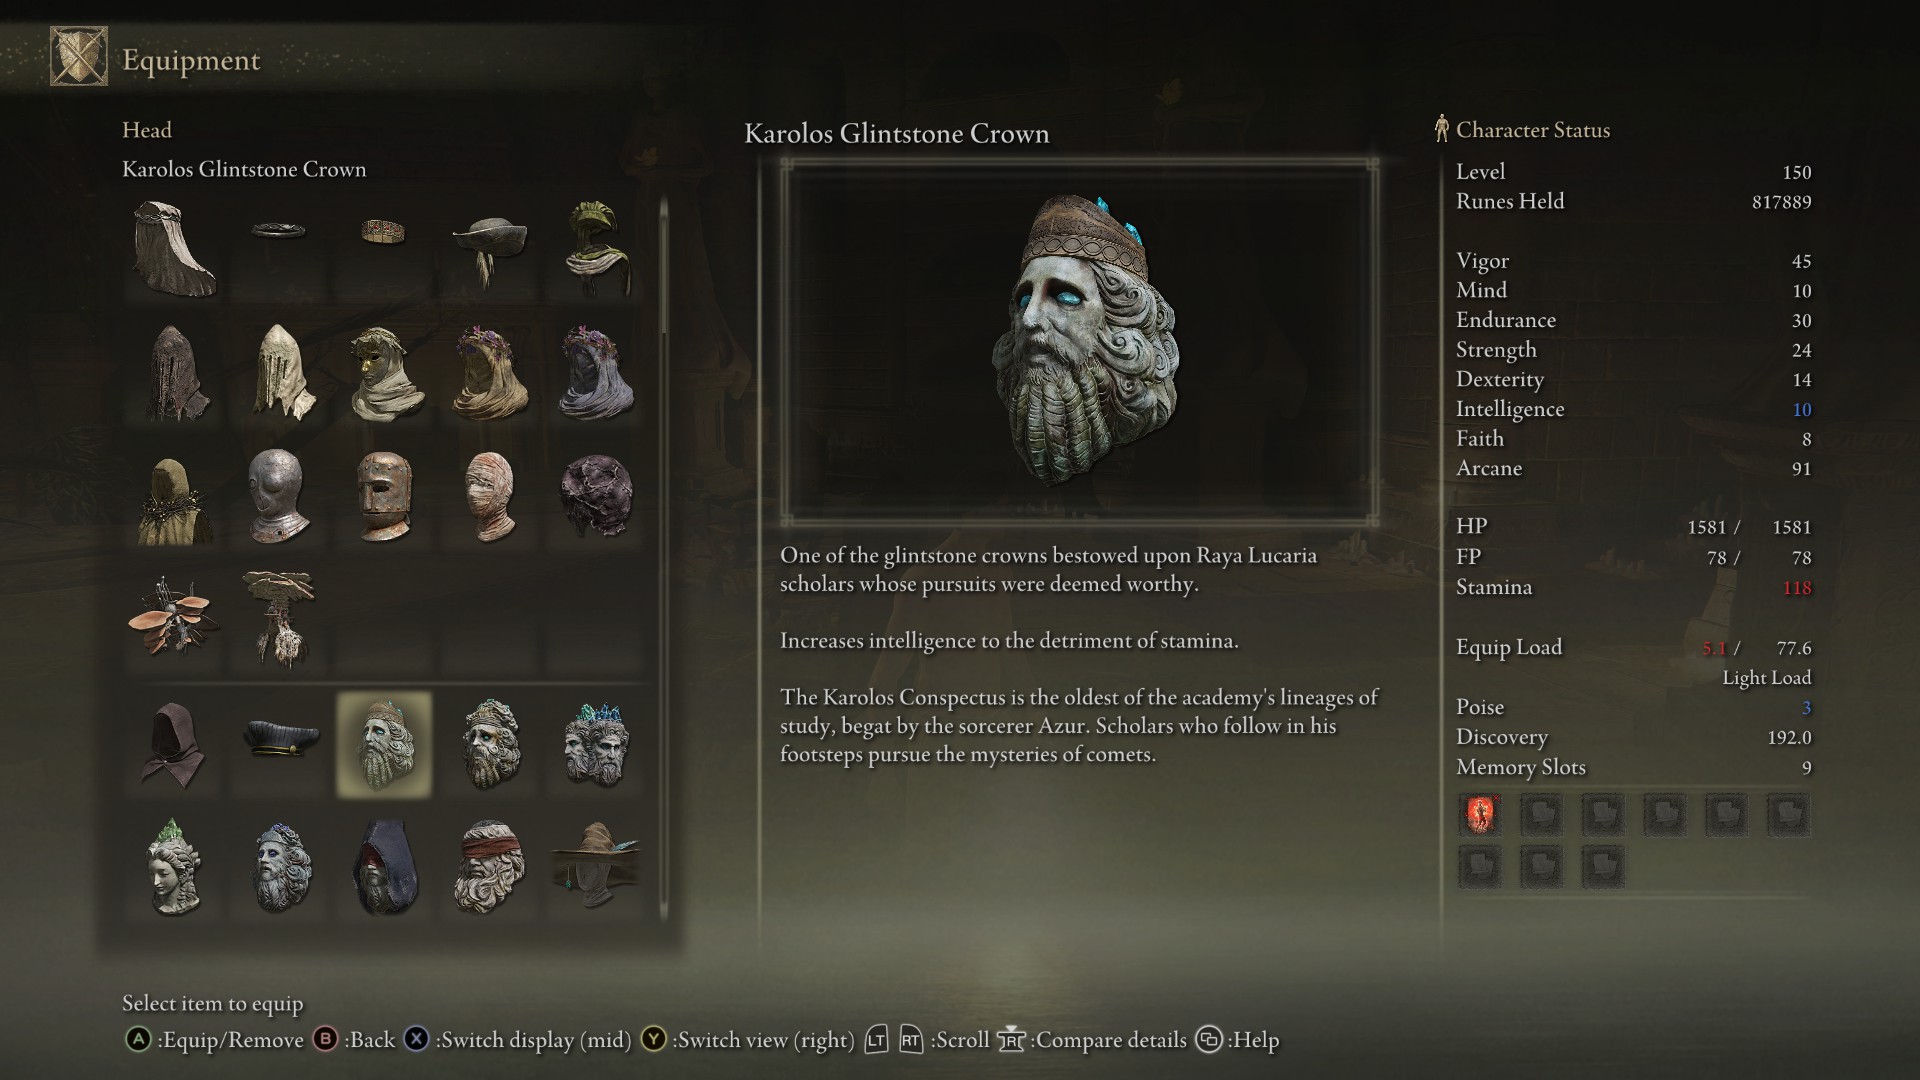 Equipment
Head
Karolos Glintstone Crown
Karolos Glintstone Crown
One of the glintstone crowns bestowed upon Raya Lucaria
scholars whose pursuits were deemed worthy.
Increases intelligence to the detriment of stamina.
The Karolos Conspectus is the oldest of the academy's lineages of
study, begat by the sorcerer Azur. Scholars who follow in his
footsteps pursue the mysteries of comets.
Character Status
Level 150
Runes Held 817889
Vigor 45
Mind 10
Endurance 30
Strength 24
Dexterity 14
Intelligence 10
Faith 8
Arcane 91
HP 1581 / 1581
FP 78 / 78
Stamina 118
Equip Load 5.1 / 77.6
Light Load
Poise 3
Discovery 192.0
Memory Slots 9
Select item to equip
A :Equip/Remove B :Back X :Switch display (mid) Y :Switch view (right) LT RT :Scroll R :Compare details :Help